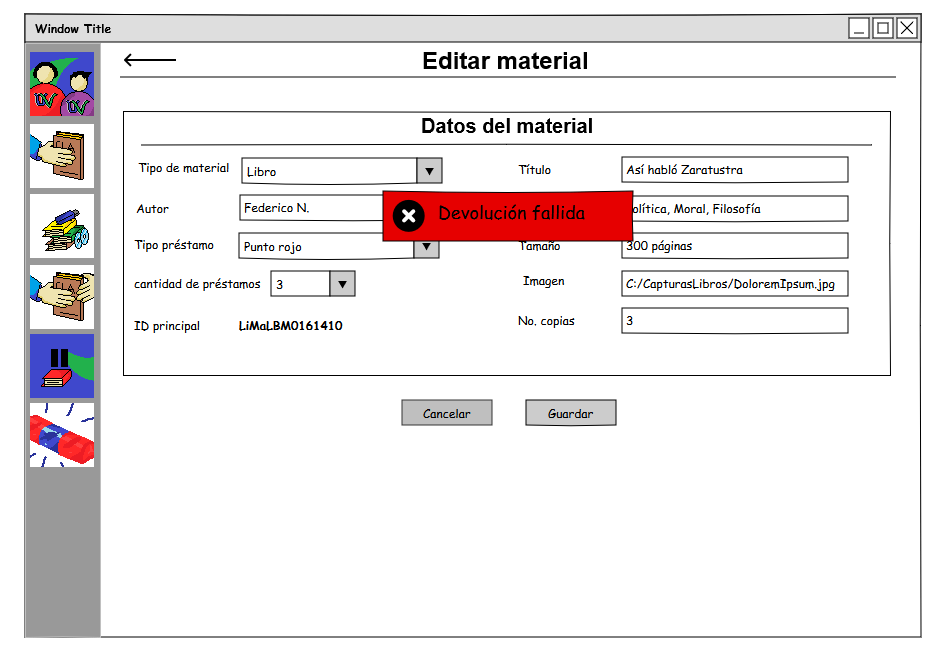 Window Title
Editar material
Datos del material
Tipo de material
Libro
Título
Así habló Zaratustra
Autor
Federico N.
Devolución fallida
olítica, Moral, Filosofía
Tipo préstamo
Punto rojo
Tamaño
300 páginas
cantidad de préstamos
3
Imagen
C:/CapturasLibros/DoloremIpsum.jpg
ID principal
LiMaLBM0161410
No. copias
3
Cancelar
Guardar